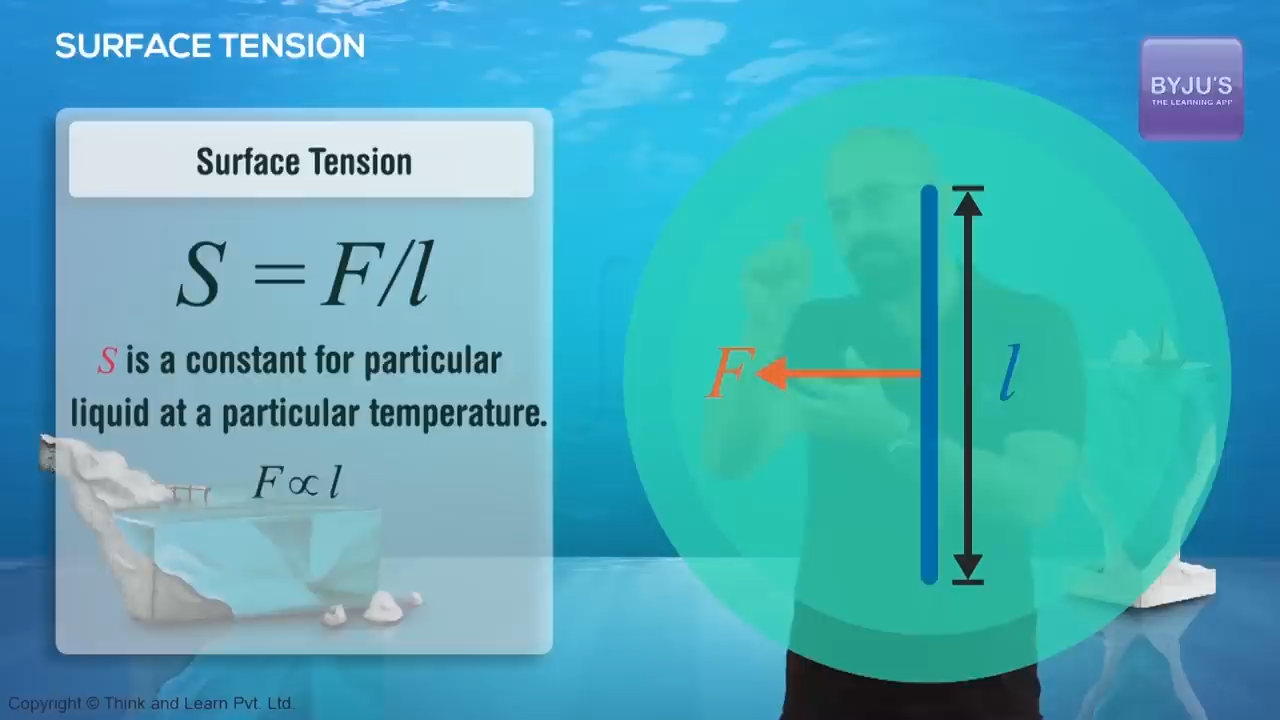 SURFACE TENSION
BYJU'S
THE LEARNING APP
Surface Tension
S = F/l
S is a constant for particular
liquid at a particular temperature.
F ∝ l
F
l
Copyright © Think and Learn Pvt. Ltd.